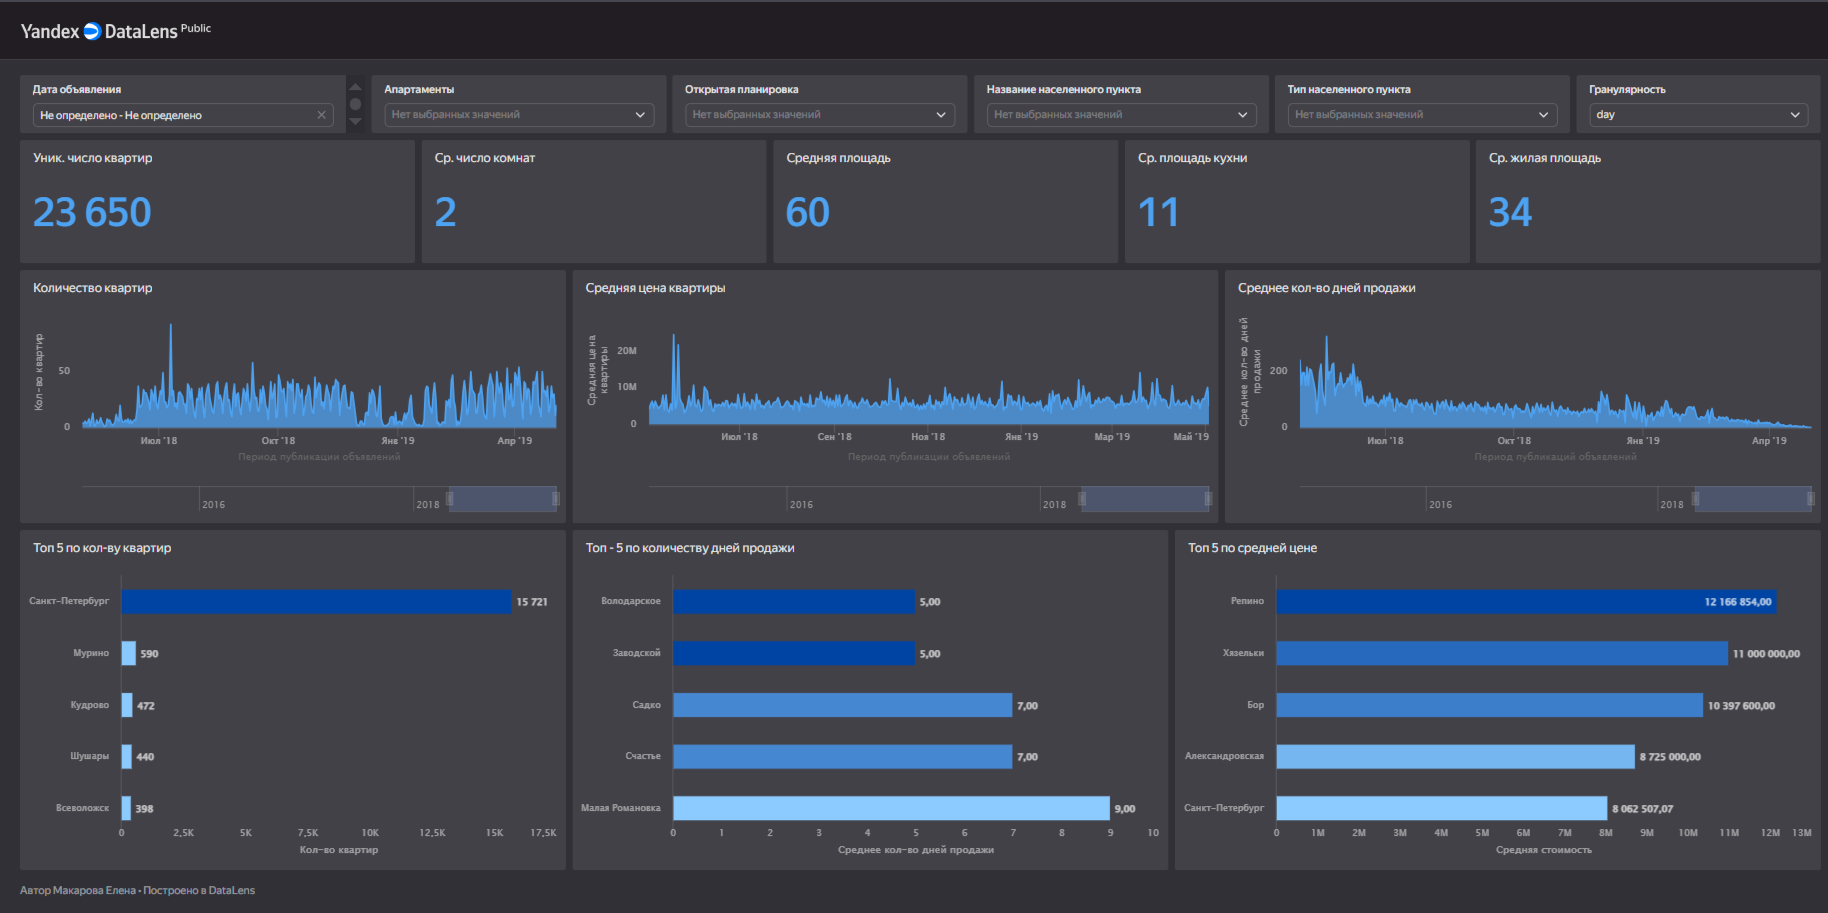 Yandex DataLens Public
Дата объявления
Не определено - Не определено
Апартаменты
Нет выбранных значений
Открытая планировка
Нет выбранных значений
Название населенного пункта
Нет выбранных значений
Тип населенного пункта
Нет выбранных значений
Гранулярность
day
Уник. число квартир
23 650
Ср. число комнат
2
Средняя площадь
60
Ср. площадь кухни
11
Ср. жилая площадь
34
Количество квартир
Кол-во квартир
50
0
Июл '18 Окт '18 Янв '19 Апр '19
Период публикации объявлений
2016 2018
Средняя цена квартиры
Средняя цена
квартиры
20M
10M
0
Июл '18 Сен '18 Ноя '18 Янв '19 Мар '19 Май '19
Период публикации объявлений
2016 2018
Среднее кол-во дней продажи
Среднее кол-во дней
продажи
200
0
Июл '18 Окт '18 Янв '19 Апр '19
Период публикаций объявлений
2016 2018
Топ 5 по кол-ву квартир
Санкт-Петербург 15 721
Мурино 590
Кудрово 472
Шушары 440
Всеволожск 398
0 2,5K 5K 7,5K 10K 12,5K 15K 17,5K
Кол-во квартир
Топ - 5 по количеству дней продажи
Володарское 5,00
Заводской 5,00
Садко 7,00
Счастье 7,00
Малая Романовка 9,00
0 1 2 3 4 5 6 7 8 9 10
Среднее кол-во дней продажи
Топ 5 по средней цене
Репино 12 166 854,00
Хязельки 11 000 000,00
Бор 10 397 600,00
Александровская 8 725 000,00
Санкт-Петербург 8 062 507,07
0 1M 2M 3M 4M 5M 6M 7M 8M 9M 10M 11M 12M 13M
Средняя стоимость
Автор Макарова Елена • Построено в DataLens